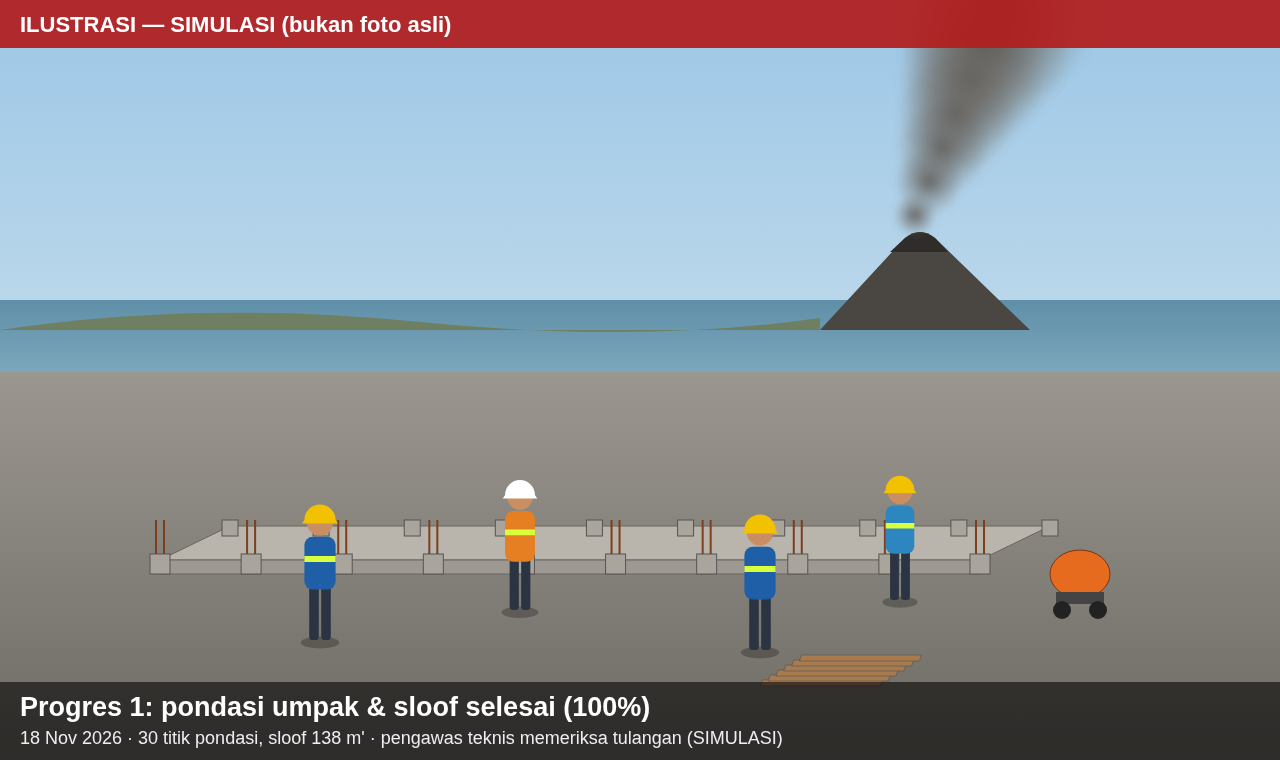 ILUSTRASI — SIMULASI (bukan foto asli)
Progres 1: pondasi umpak & sloof selesai (100%)
18 Nov 2026 · 30 titik pondasi, sloof 138 m' · pengawas teknis memeriksa tulangan (SIMULASI)